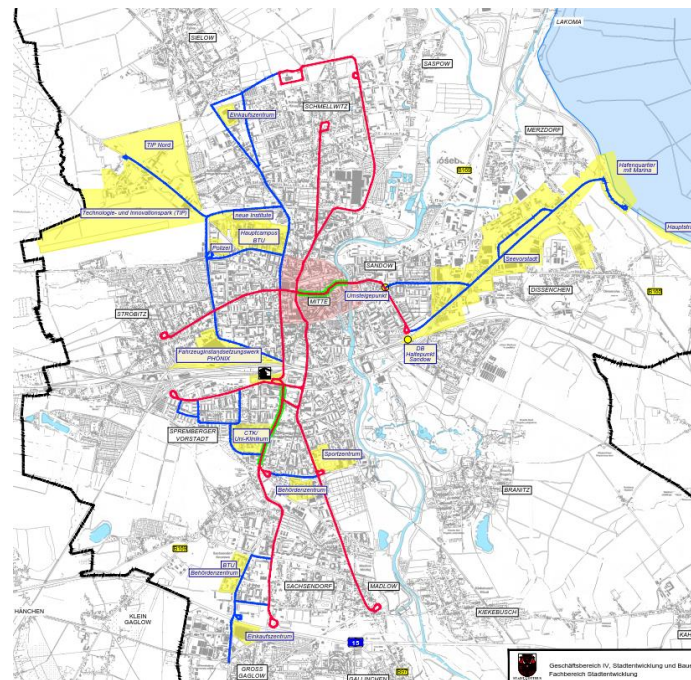 LAKOMA
SIELOW
SASPOW
SCHMELLWITZ
Einkaufszentrum
MERZDORF
TIP Nord
B168
Hafenquartier
mit Marina
Technologie- und Innovationspark (TIP)
neue Institute
Hauptcampus
BTU
Polizei
Seevorstadt
SANDOW
DISSENCHEN
Umsteigepunkt
MITTE
STRÖBITZ
DB
Haltepunkt
Sandow
Fahrzeuginstandsetzungswerk
PHÖNIX
SPREMBERGER
VORSTADT
CTK/
Uni-Klinikum
Sportzentrum
Behördenzentrum
BRANITZ
BTU
Behördenzentrum
SACHSENDORF
MADLOW
HÄNCHEN
KLEIN
GAGLOW
KIEKEBUSCH
Einkaufszentrum
15
GROSS
GAGLOW
GALLINCHEN
Geschäftsbereich IV, Stadtentwicklung und Bau
Fachbereich Stadtentwicklung